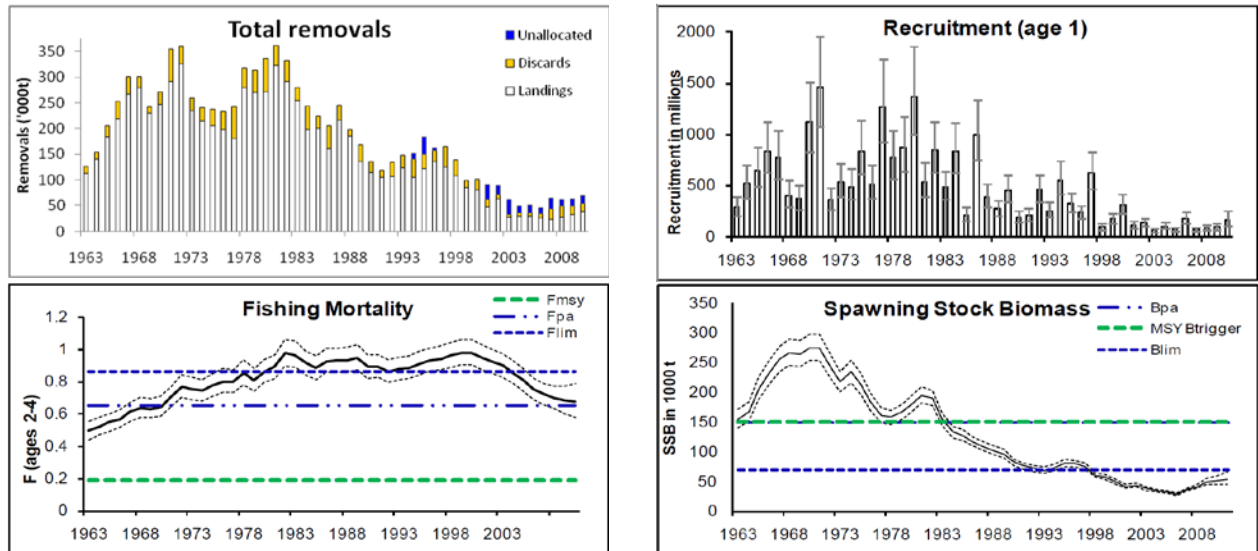 Total removals
Unallocated
Discards
Landings
Removals ('000t)
350
300
250
200
150
100
50
0
1963 1968 1973 1978 1983 1988 1993 1998 2003 2008
Recruitment (age 1)
Recruitment in millions
2000
1500
1000
500
0
1963 1968 1973 1978 1983 1988 1993 1998 2003 2008
Fishing Mortality
Fmsy
Fpa
Flim
F (ages 2-4)
1.2
1
0.8
0.6
0.4
0.2
0
1963 1968 1973 1978 1983 1988 1993 1998 2003
Spawning Stock Biomass
Bpa
MSY Btrigger
Blim
SSB in 1000 t
350
300
250
200
150
100
50
0
1963 1968 1973 1978 1983 1988 1993 1998 2003 2008